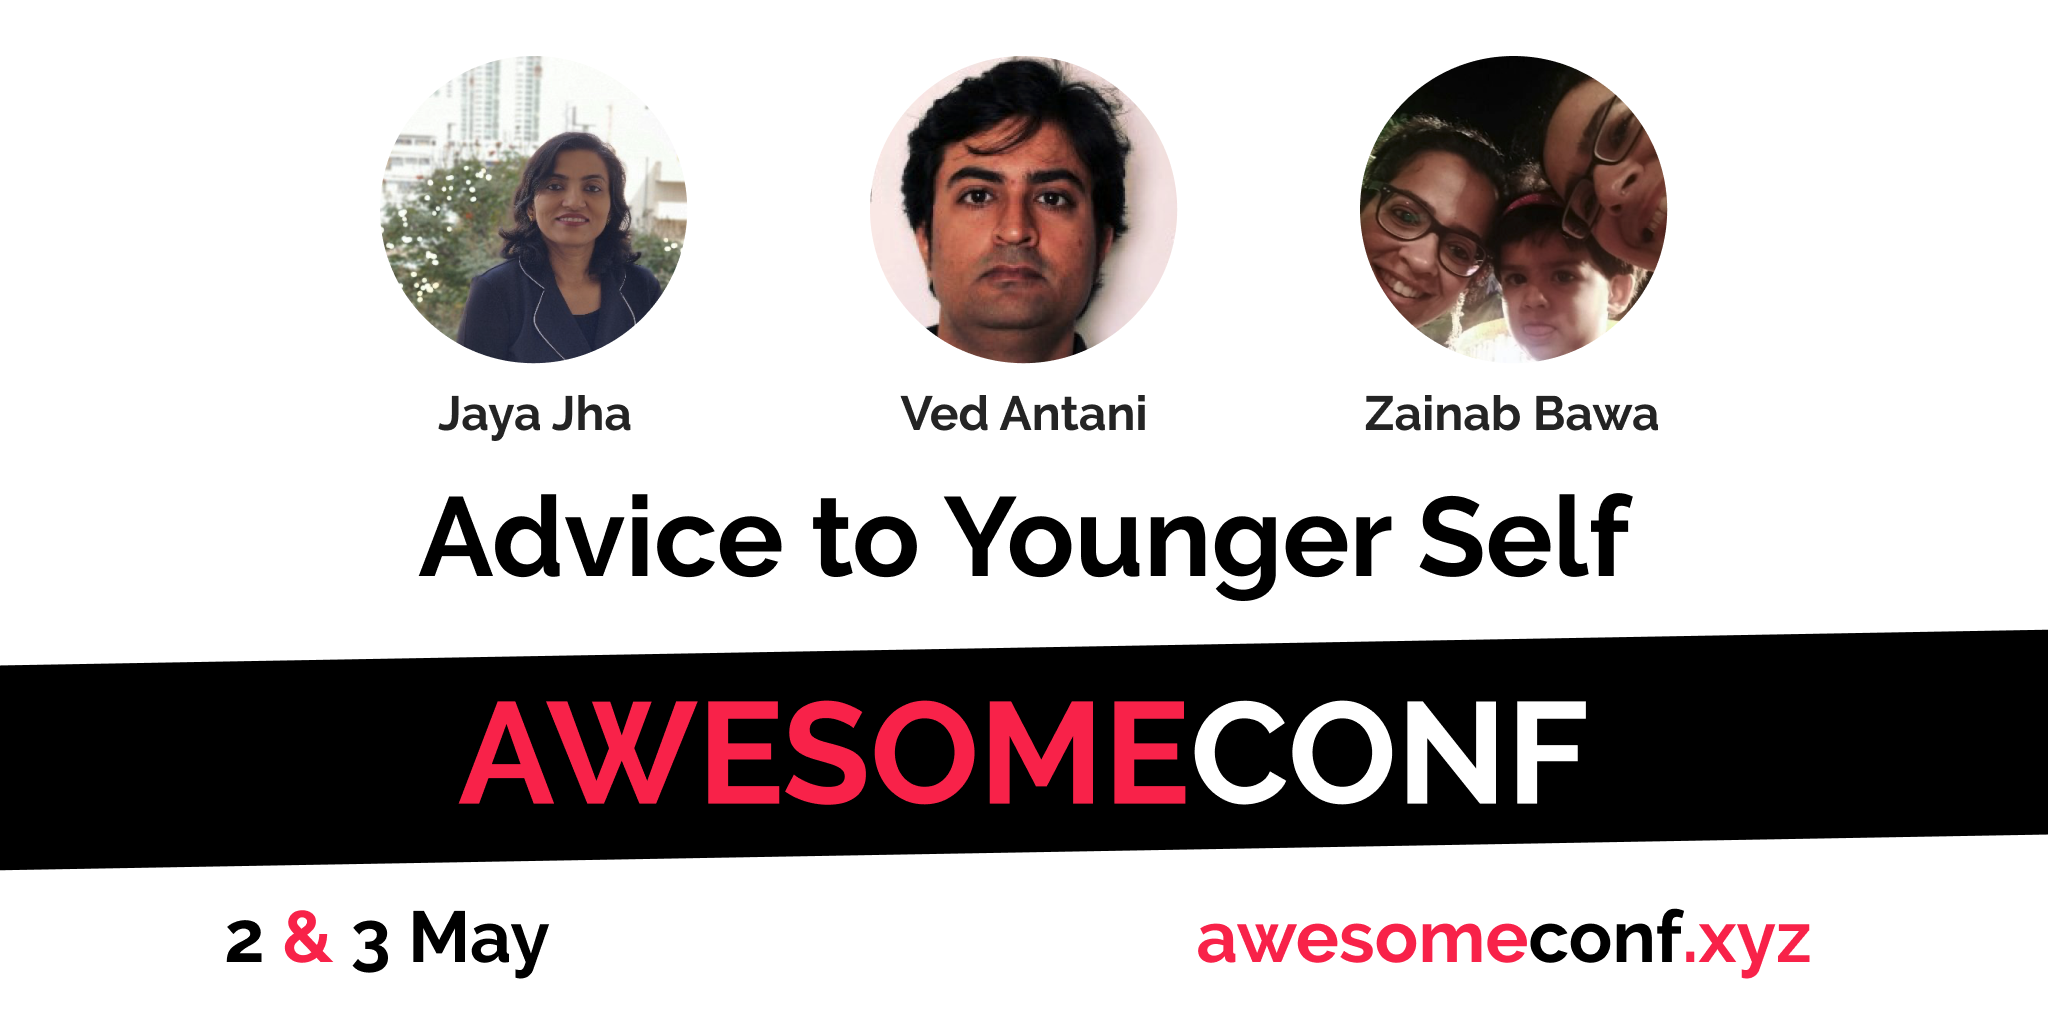 Jaya Jha
Ved Antani
Zainab Bawa
Advice to Younger Self
AWESOMECONF
2 & 3 May
awesomeconf.xyz